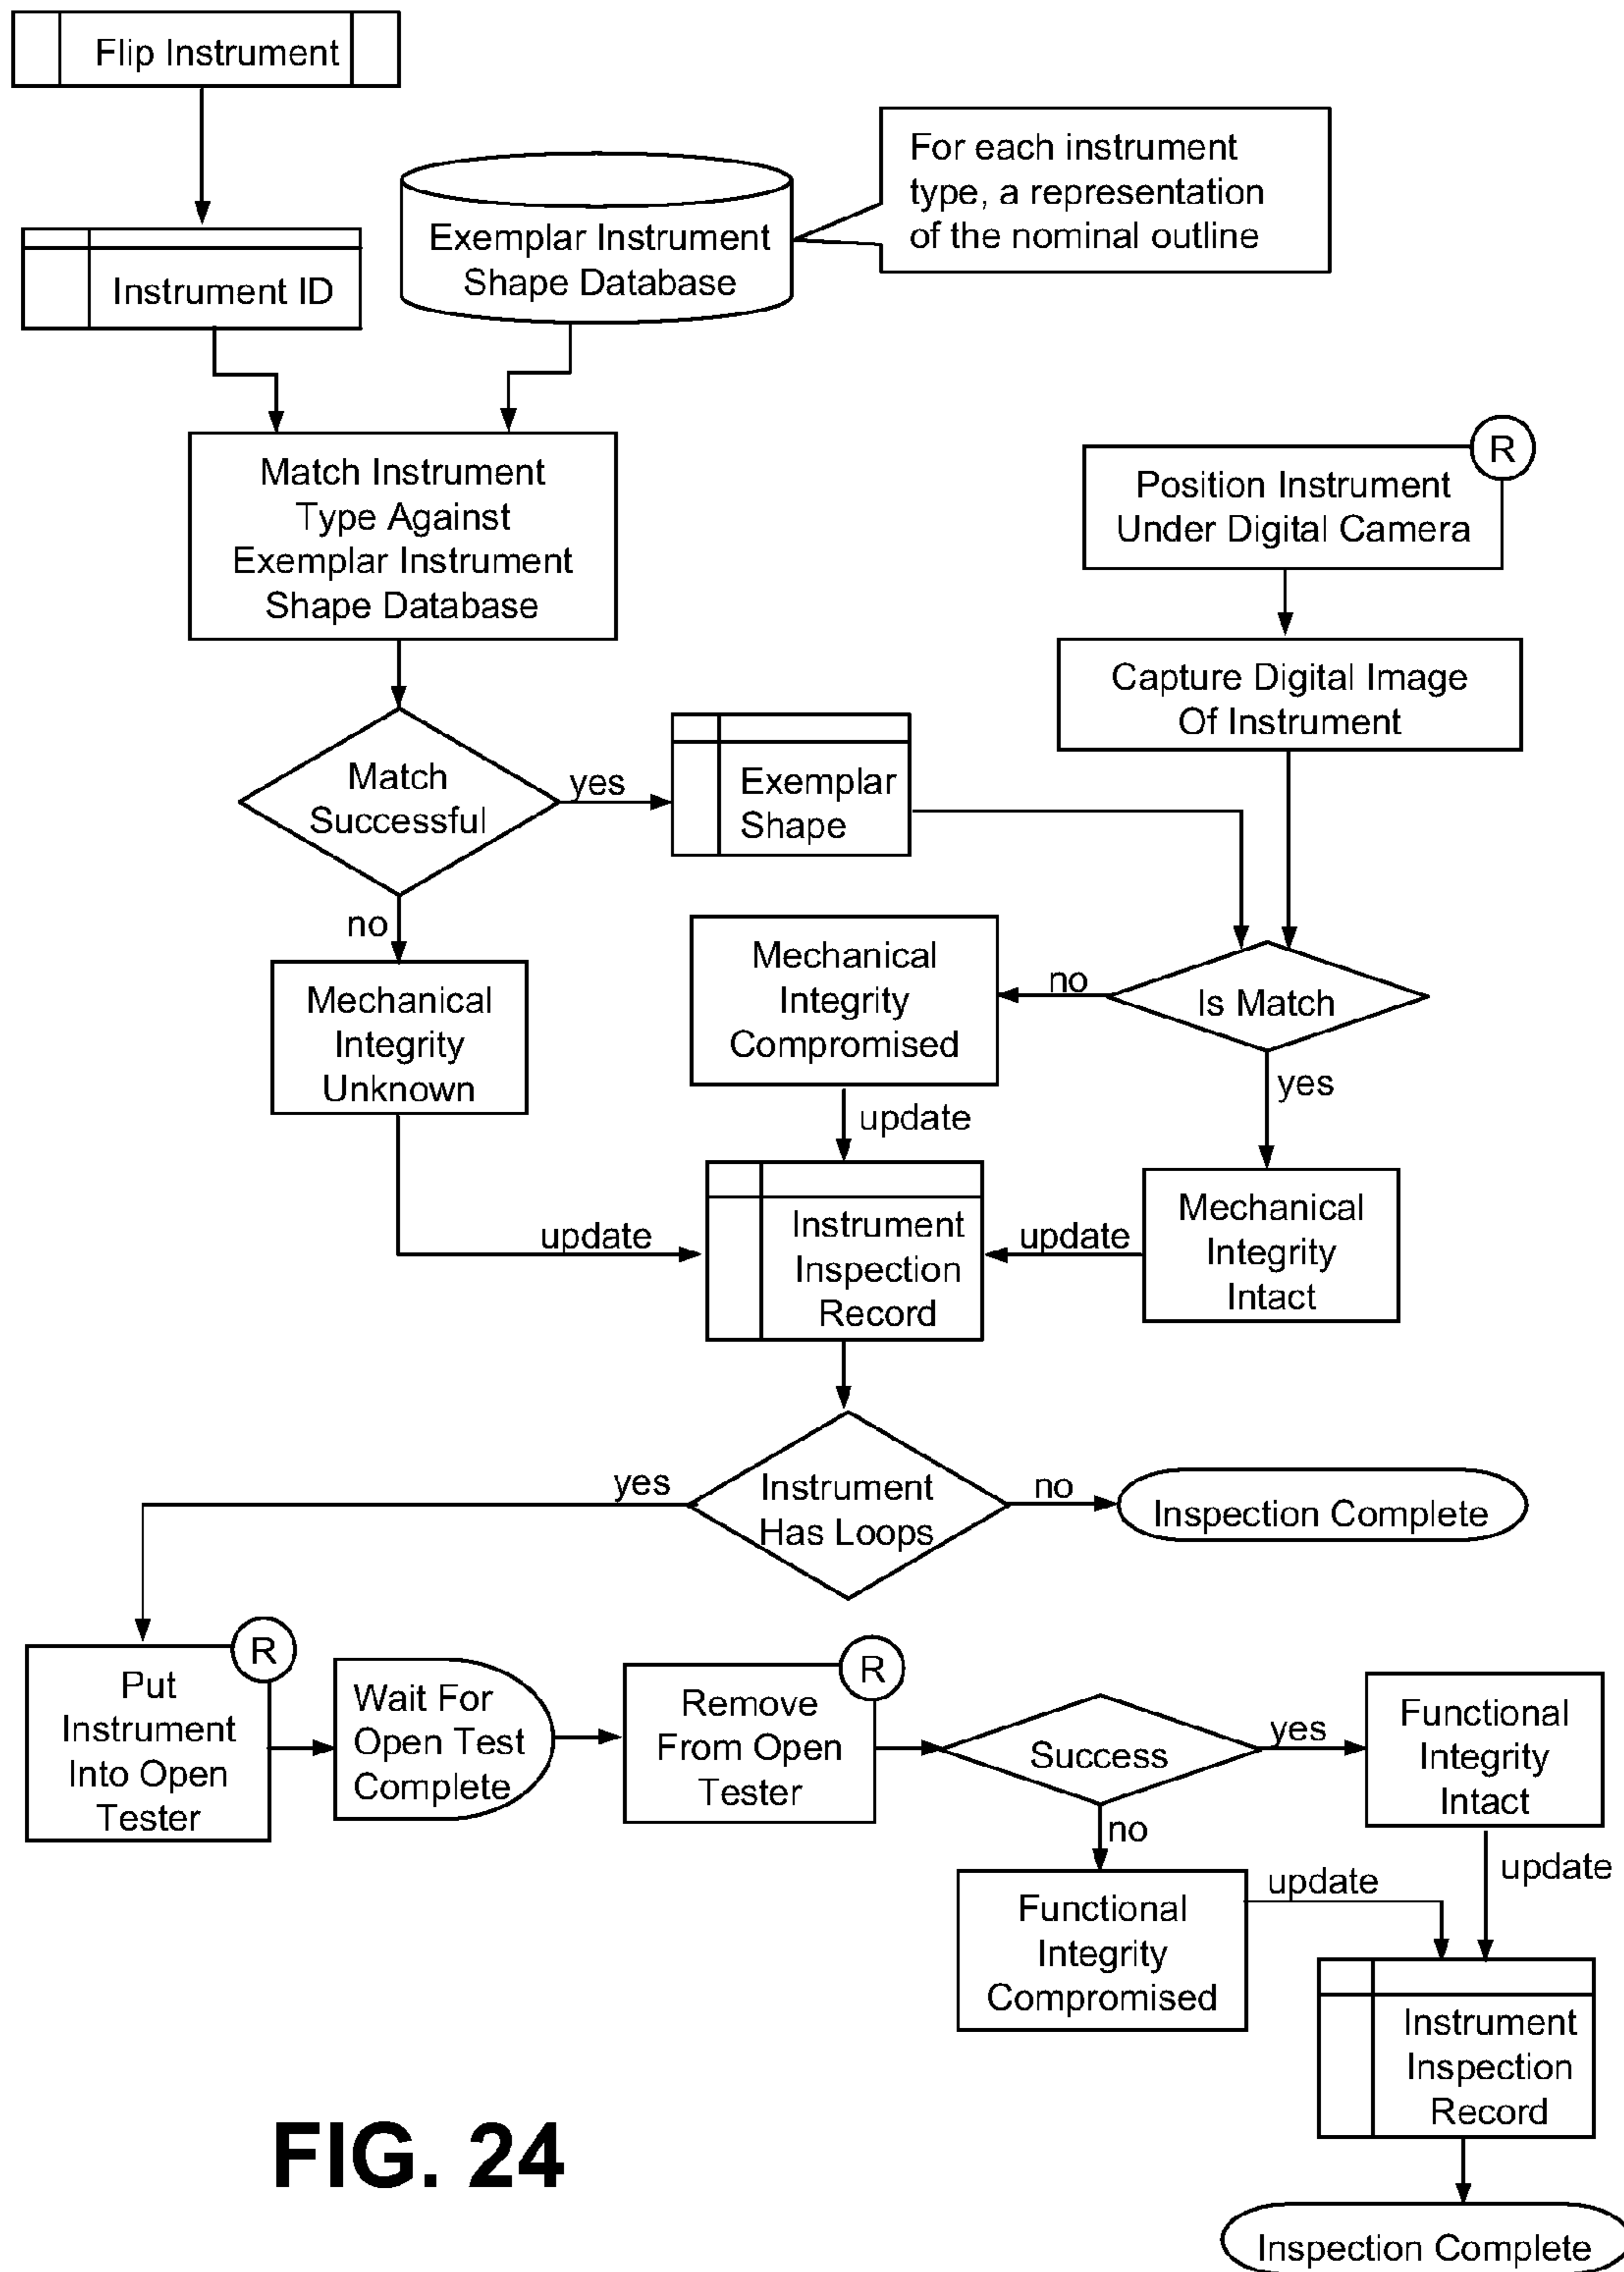 Flip Instrument
For each instrument
type, a representation
of the nominal outline
Exemplar Instrument
Shape Database
Instrument ID
Match Instrument
Type Against
Exemplar Instrument
Shape Database
R
Position Instrument
Under Digital Camera
Capture Digital Image
Of Instrument
Match
Successful
yes
Exemplar
Shape
no
Mechanical
Integrity
Unknown
Mechanical
Integrity
Compromised
no
Is Match
yes
update
Mechanical
Integrity
Intact
update
Instrument
Inspection
Record
update
yes
Instrument
Has Loops
no
Inspection Complete
R
Put
Instrument
Into Open
Tester
Wait For
Open Test
Complete
R
Remove
From Open
Tester
Success
yes
Functional
Integrity
Intact
no
update
Functional
Integrity
Compromised
update
Instrument
Inspection
Record
Inspection Complete
FIG. 24